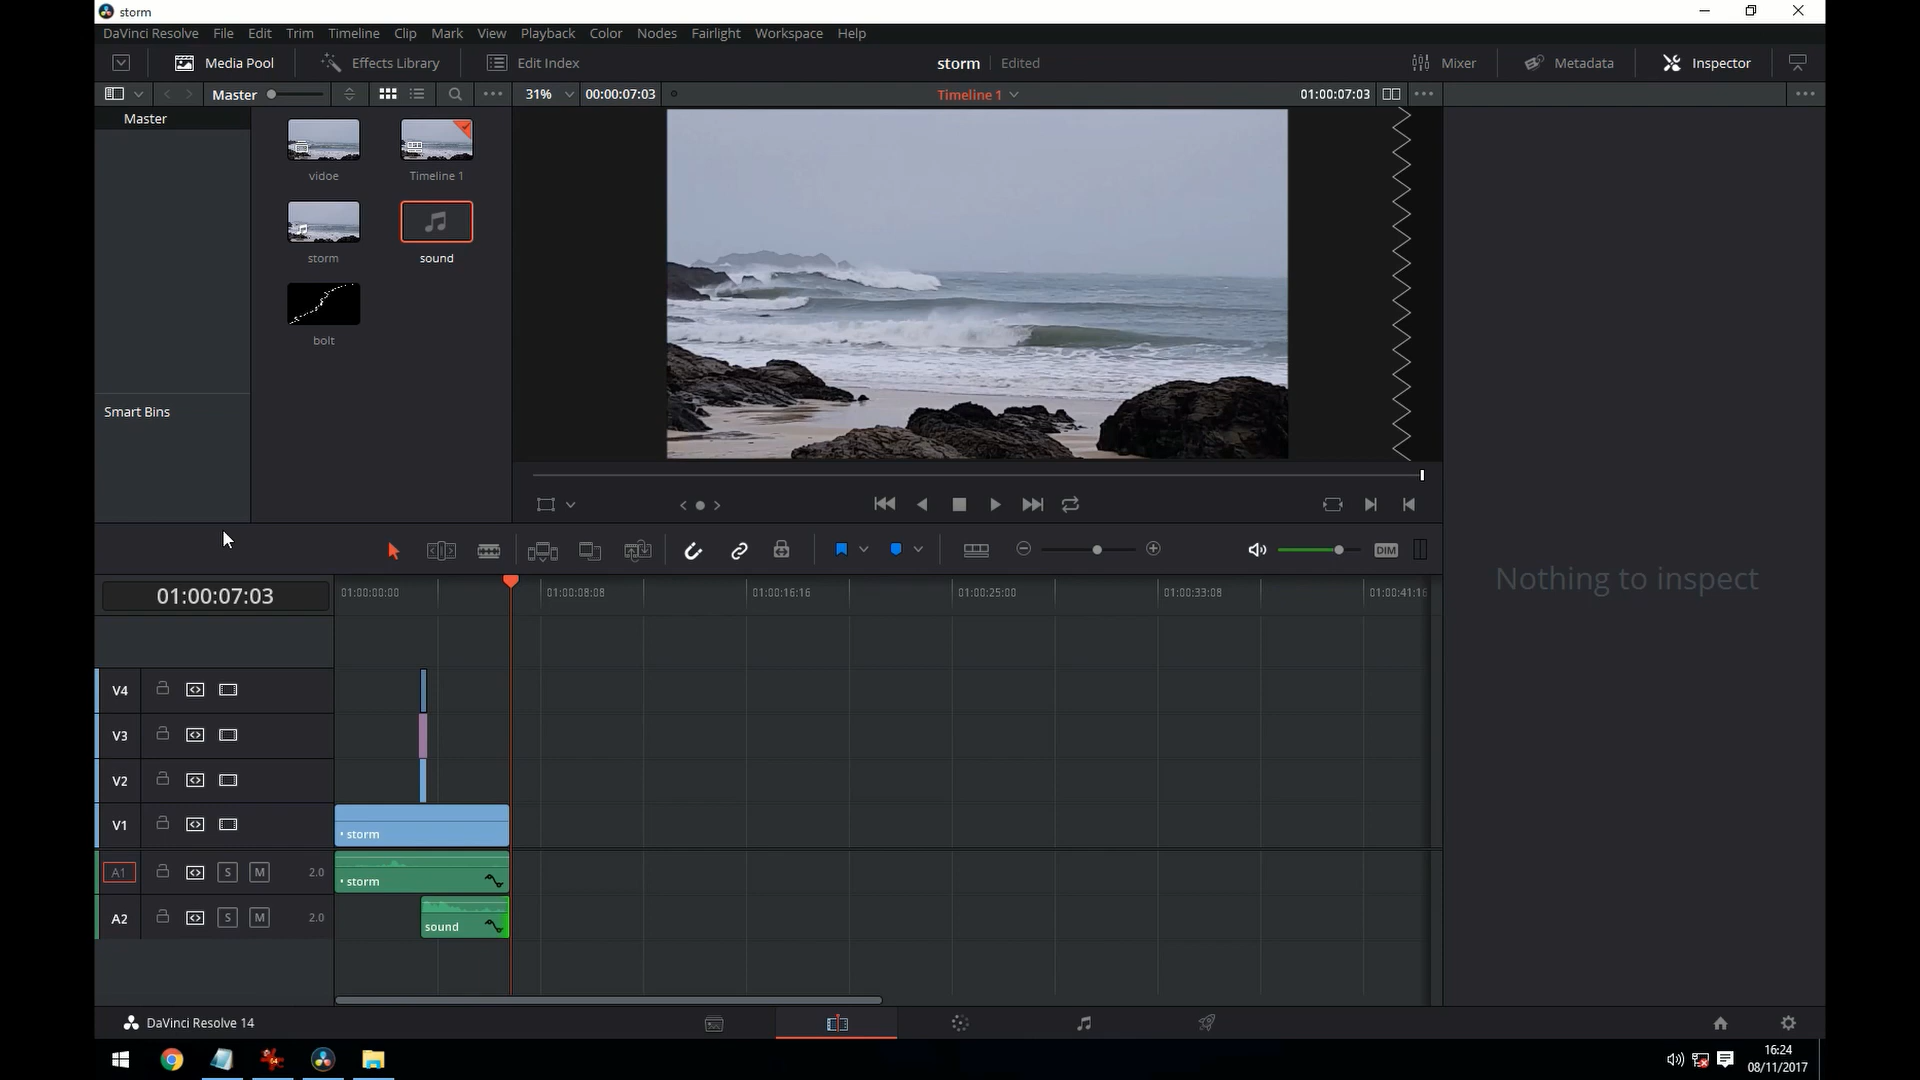 storm
DaVinci Resolve File Edit Trim Timeline Clip Mark View Playback Color Nodes Fairlight Workspace Help
Media Pool Effects Library Edit Index storm Edited Mixer Metadata Inspector
Master 31% 00:00:07:03 Timeline 1 01:00:07:03
Master
vidoe Timeline 1
storm sound
bolt
Smart Bins
DIM
Nothing to inspect
01:00:07:03 01:00:00:00 01:00:08:08 01:00:16:16 01:00:25:00 01:00:33:08 01:00:41:16
V4
V3
V2
V1 • storm
A1 S M 2.0 • storm
A2 S M 2.0 sound
DaVinci Resolve 14
16:24
08/11/2017